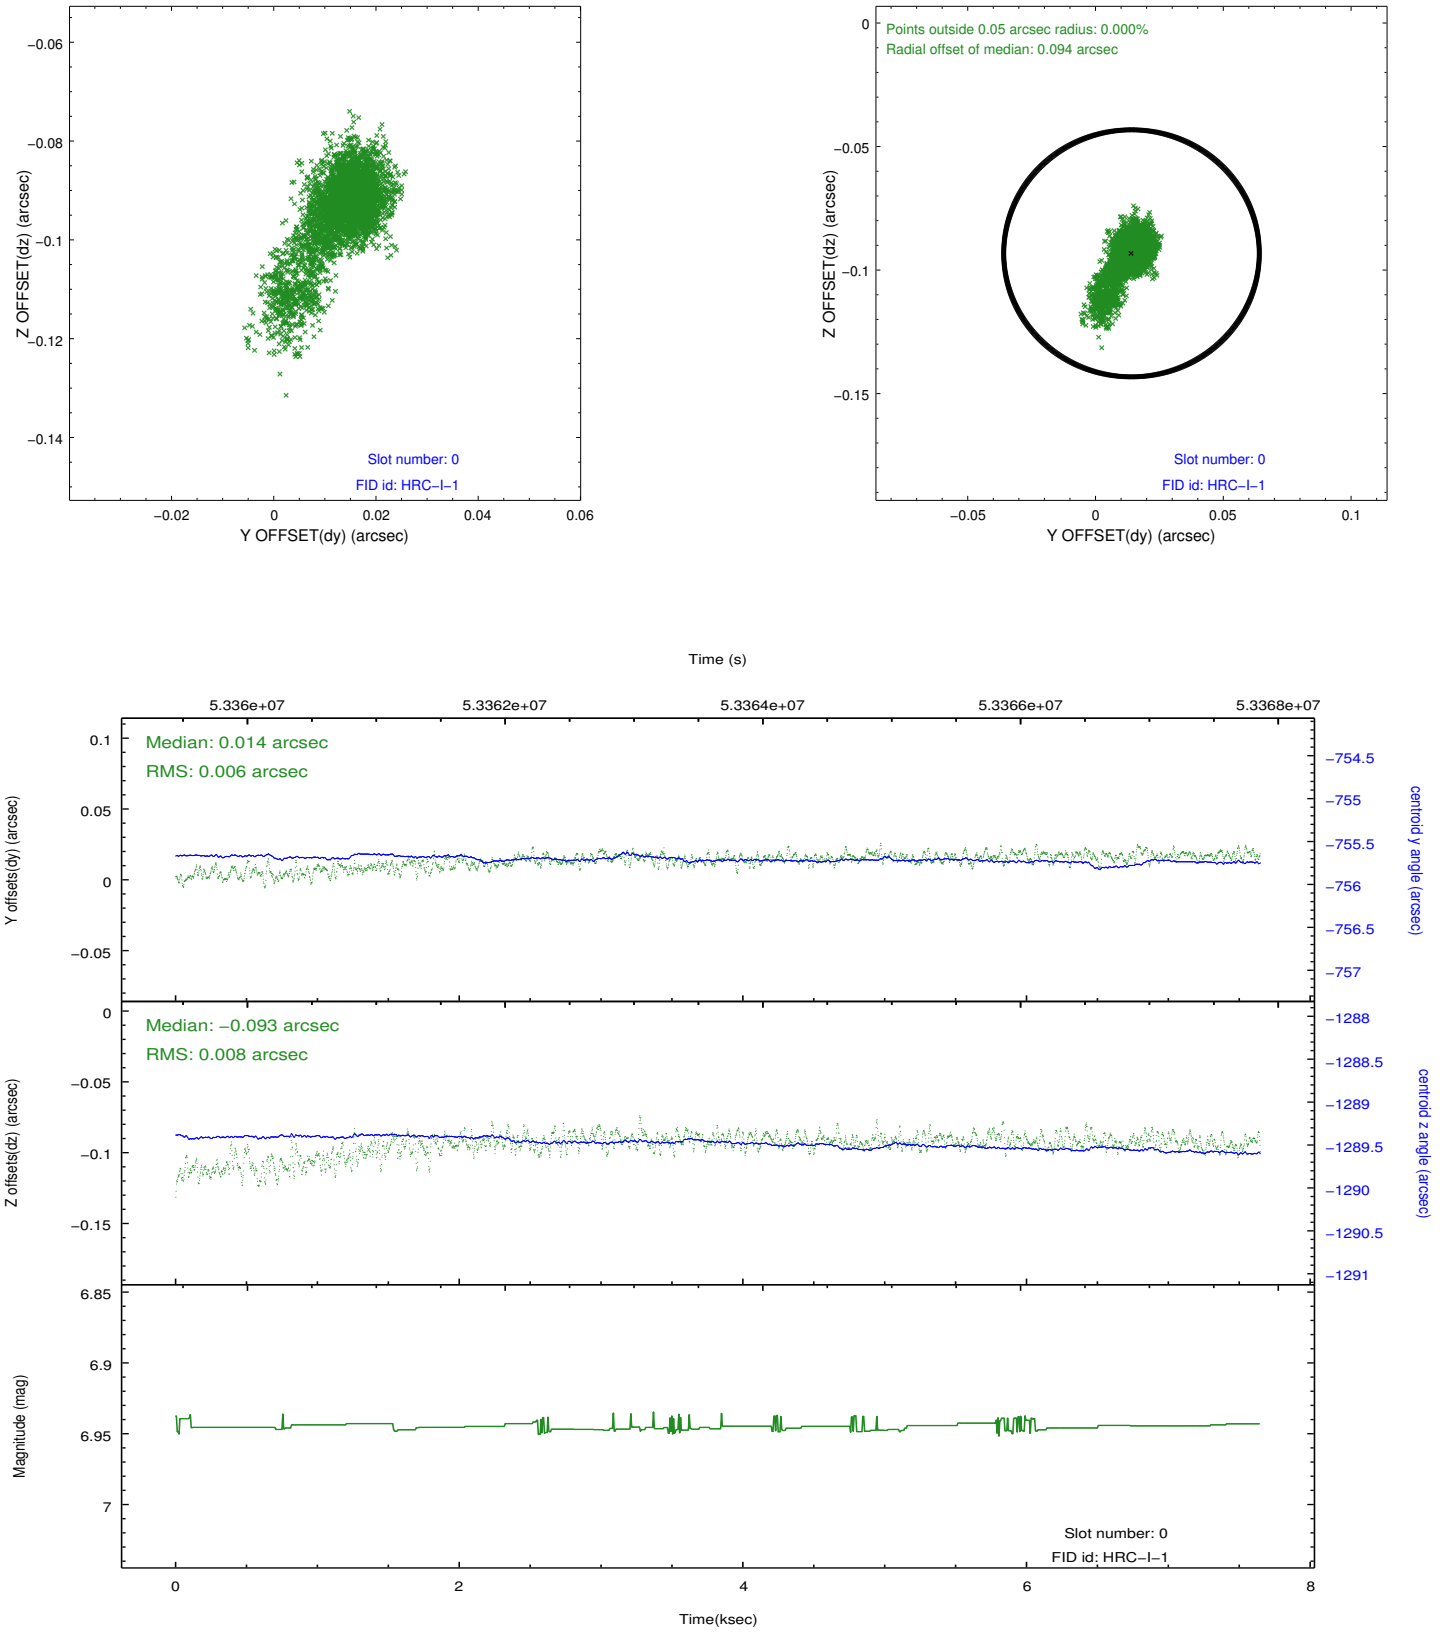 −0.06
−0.08
−0.1
−0.12
−0.14
Z OFFSET(dz) (arcsec)
Slot number: 0
FID id: HRC−I−1
−0.02
0
0.02
0.04
0.06
Y OFFSET(dy) (arcsec)
Points outside 0.05 arcsec radius: 0.000%
Radial offset of median: 0.094 arcsec
0
−0.05
−0.1
−0.15
Z OFFSET(dz) (arcsec)
Slot number: 0
FID id: HRC−I−1
−0.05
0
0.05
0.1
Y OFFSET(dy) (arcsec)
Time (s)
5.336e+07
5.3362e+07
5.3364e+07
5.3366e+07
5.3368e+07
Median: 0.014 arcsec
RMS: 0.006 arcsec
0.1
0.05
0
−0.05
Y offsets(dy) (arcsec)
−754.5
−755
−755.5
−756
−756.5
−757
centroid y angle (arcsec)
Median: −0.093 arcsec
RMS: 0.008 arcsec
0
−0.05
−0.1
−0.15
Z offsets(dz) (arcsec)
−1288
−1288.5
−1289
−1289.5
−1290
−1290.5
−1291
centroid z angle (arcsec)
6.85
6.9
6.95
7
Magnitude (mag)
Slot number: 0
FID id: HRC−I−1
0
2
4
6
8
Time(ksec)